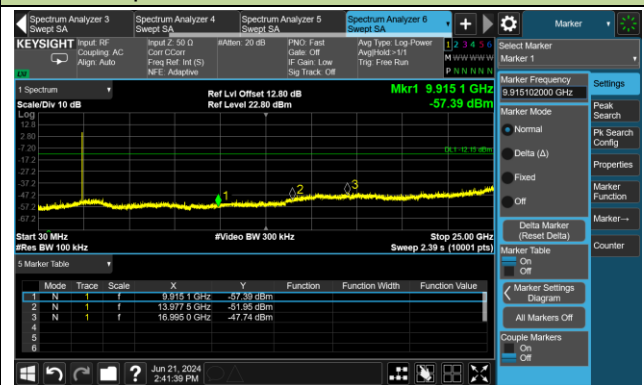 Spectrum Analyzer 3
Swept SA
Spectrum Analyzer 4
Swept SA
Spectrum Analyzer 5
Swept SA
Spectrum Analyzer 6
Swept SA
Marker
KEYSIGHT
Input: RF
Coupling: AC
Align: Auto
Input Z: 50 Ω
Corr CCorr
Freq Ref: Int (S)
NFE: Adaptive
#Atten: 20 dB
PNO: Fast
Gate: Off
IF Gain: Low
Sig Track: Off
Avg Type: Log-Power
Avg|Hold:>1/1
Trig: Free Run
1 2 3 4 5 6
M W W W W W
P N N N N N
LXI
Select Marker
Marker 1
1 Spectrum
Scale/Div 10 dB
Log
Ref Lvl Offset 12.80 dB
Ref Level 22.80 dBm
Mkr1 9.915 1 GHz
-57.39 dBm
12.8
2.80
-7.20
-17.2
-27.2
-37.2
-47.2
-57.2
-67.2
DL1 -12.15 dBm
1
2
3
Start 30 MHz
#Res BW 100 kHz
#Video BW 300 kHz
Stop 25.00 GHz
Sweep 2.39 s (10001 pts)
5 Marker Table
Mode Trace Scale X Y Function Function Width Function Value
1 N 1 f 9.915 1 GHz -57.39 dBm
2 N 1 f 13.977 5 GHz -51.95 dBm
3 N 1 f 16.995 0 GHz -47.74 dBm
4
5
6
Marker Frequency
9.915102000 GHz
Marker Mode
Normal
Delta (Δ)
Fixed
Off
Delta Marker
(Reset Delta)
Marker Table
On
Off
Marker Settings
Diagram
All Markers Off
Couple Markers
On
Off
Settings
Peak
Search
Pk Search
Config
Properties
Marker
Function
Marker→
Counter
?
Jun 21, 2024
2:41:39 PM